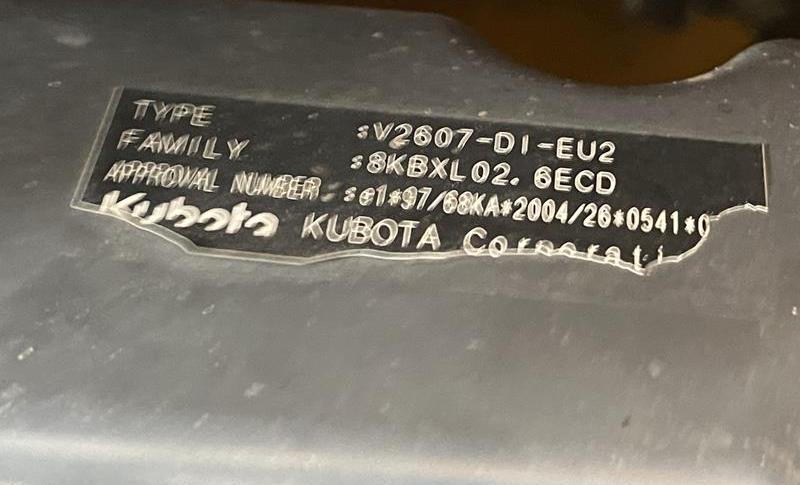 TYPE :V2607-DI-EU2
FAMILY :8KBXL02.6ECD
APPROVAL NUMBER :e1*97/68KA*2004/26*0541*0
Kubota KUBOTA Corporati